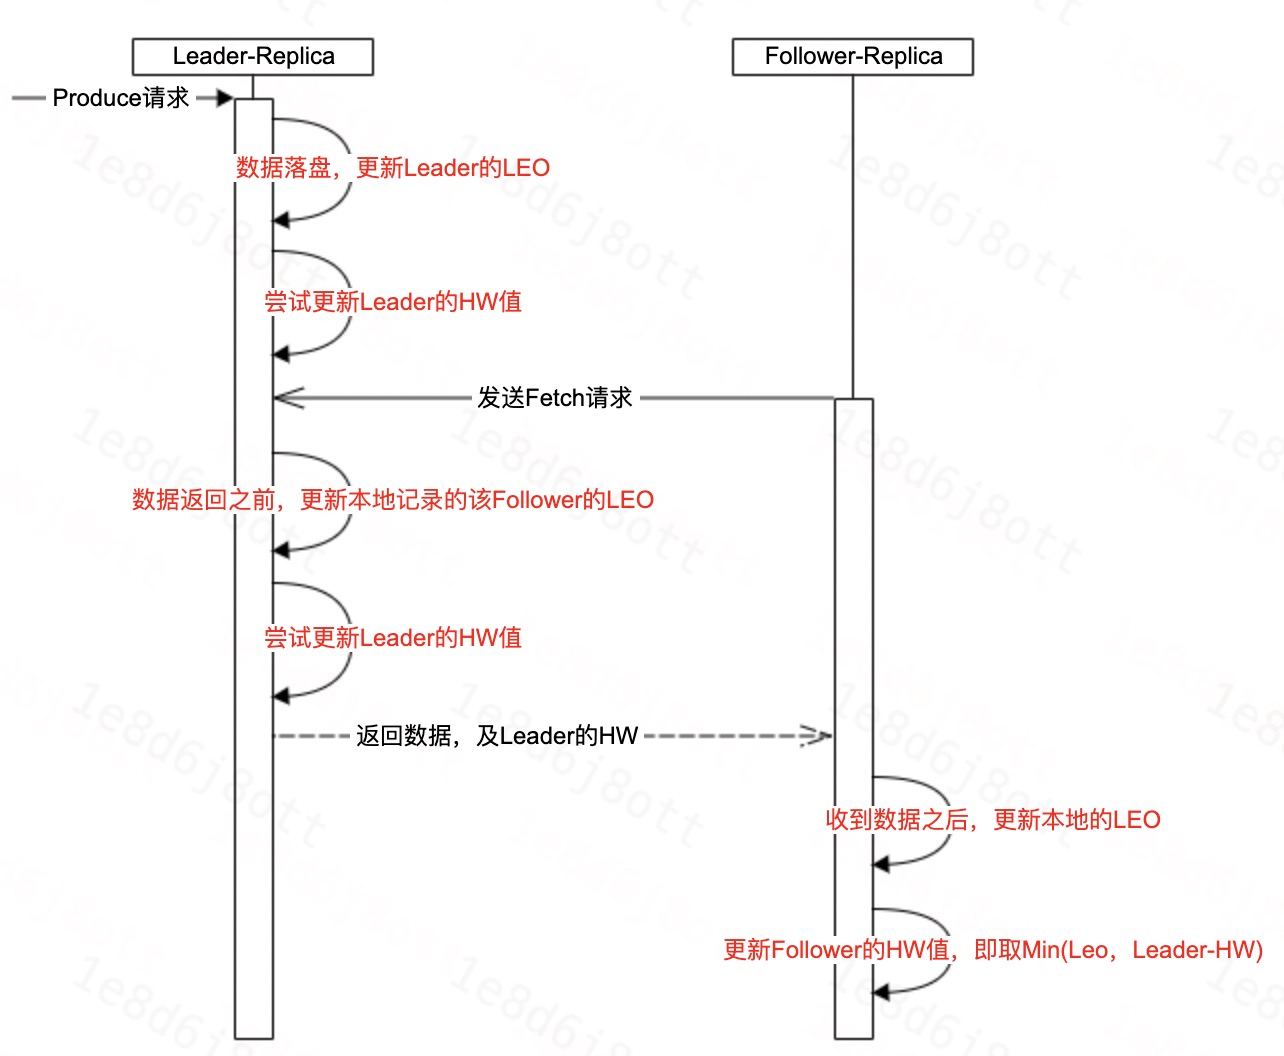 Leader-Replica
Follower-Replica
Produce请求
数据落盘，更新Leader的LEO
尝试更新Leader的HW值
发送Fetch请求
数据返回之前，更新本地记录的该Follower的LEO
尝试更新Leader的HW值
返回数据，及Leader的HW
收到数据之后，更新本地的LEO
更新Follower的HW值，即取Min(Leo，Leader-HW)
1e8d6j8ott